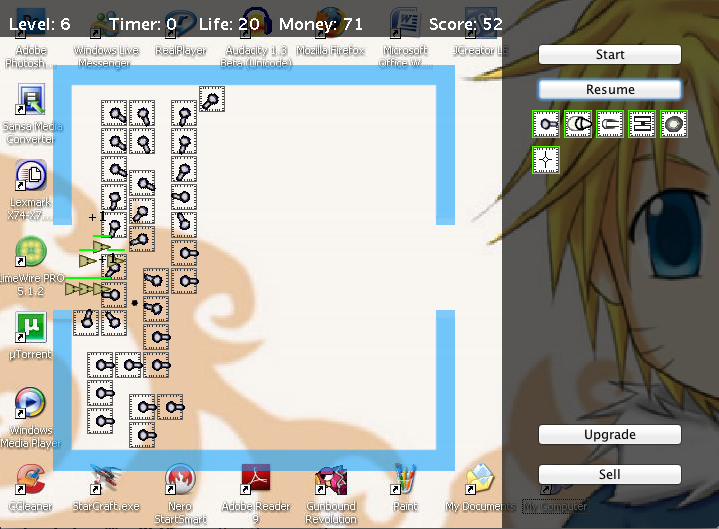 Level: 6 Timer: 0 Life: 20 Money: 71 Score: 52
Adobe Photosh...
Windows Live Messenger
RealPlayer
Audacity 1.3 Beta (Unicode)
Mozilla Firefox
Microsoft Office W...
JCreator LE
Start
Resume
Sansa Media Converter
Lexmark X74-X7...
+1
LimeWire PRO 5.1.2
µTorrent
Windows Media Player
Upgrade
Sell
CCleaner
StarCraft.exe
Nero StartSmart
Adobe Reader 9
Gunbound Revolution
Paint
My Documents
My Computer